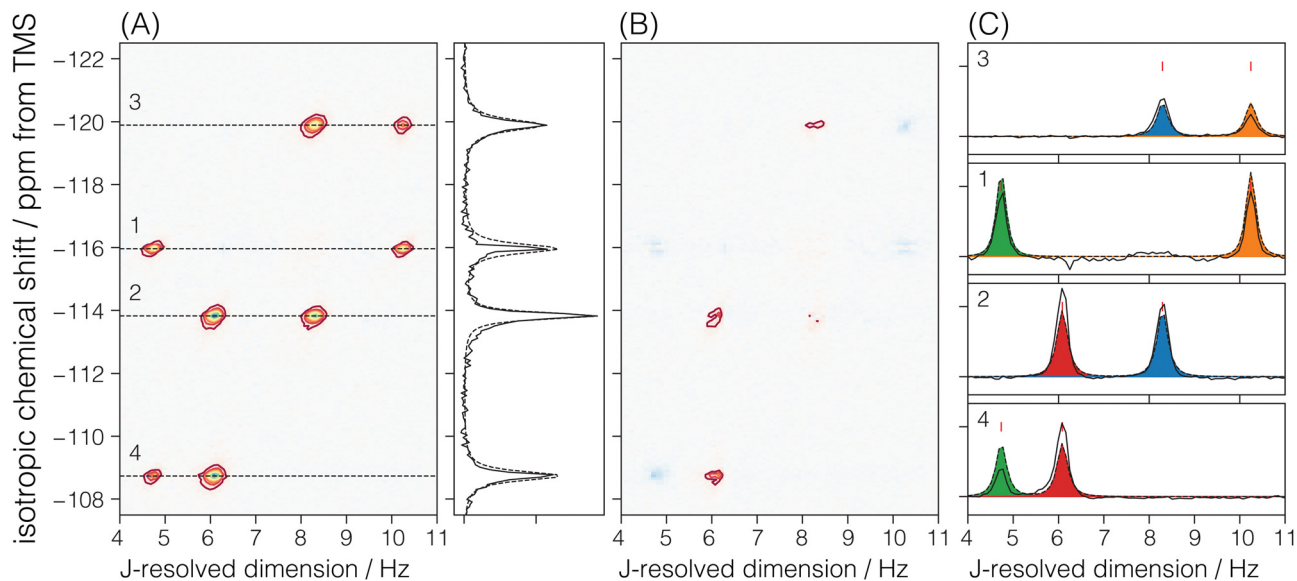 (A)
(B)
(C)
isotropic chemical shift / ppm from TMS
−122
−120
−118
−116
−114
−112
−110
−108
3
1
2
4
4 5 6 7 8 9 10 11
J-resolved dimension / Hz
4 5 6 7 8 9 10 11
J-resolved dimension / Hz
3
1
2
4
4 5 6 7 8 9 10 11
J-resolved dimension / Hz